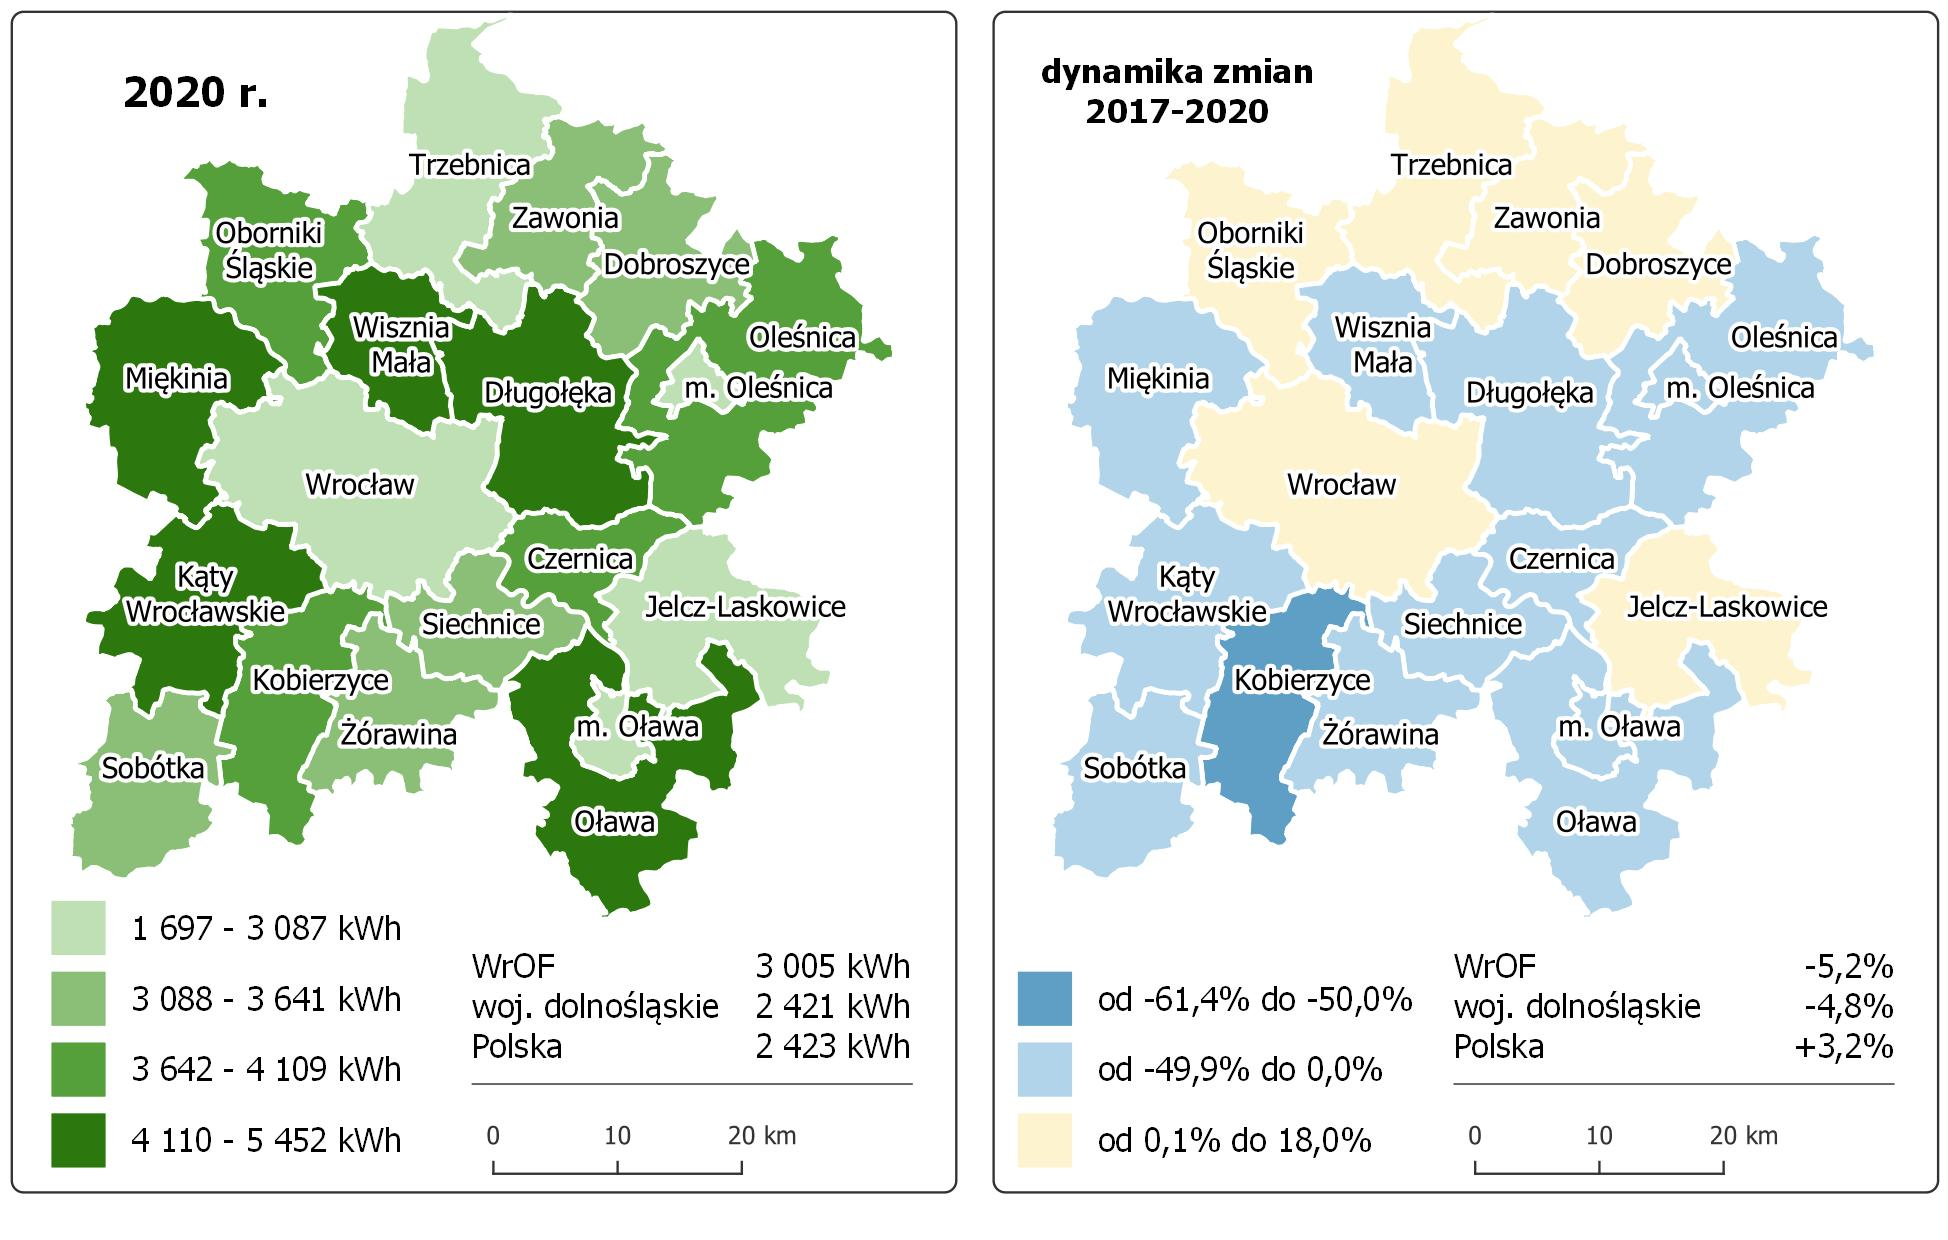 2020 r.
Trzebnica
Zawonia
Oborniki
Śląskie
Dobroszyce
Wisznia
Mała
Oleśnica
Miękinia
Długołęka
m. Oleśnica
Wrocław
Czernica
Kąty
Wrocławskie
Jelcz-Laskowice
Siechnice
Kobierzyce
m. Oława
Żórawina
Sobótka
Oława
1 697 - 3 087 kWh
3 088 - 3 641 kWh
3 642 - 4 109 kWh
4 110 - 5 452 kWh
WrOF 3 005 kWh
woj. dolnośląskie 2 421 kWh
Polska 2 423 kWh
0 10 20 km
dynamika zmian
2017-2020
Trzebnica
Zawonia
Oborniki
Śląskie
Dobroszyce
Wisznia
Mała
Oleśnica
Miękinia
Długołęka
m. Oleśnica
Wrocław
Czernica
Kąty
Wrocławskie
Jelcz-Laskowice
Siechnice
Kobierzyce
m. Oława
Żórawina
Sobótka
Oława
od -61,4% do -50,0%
od -49,9% do 0,0%
od 0,1% do 18,0%
WrOF -5,2%
woj. dolnośląskie -4,8%
Polska +3,2%
0 10 20 km